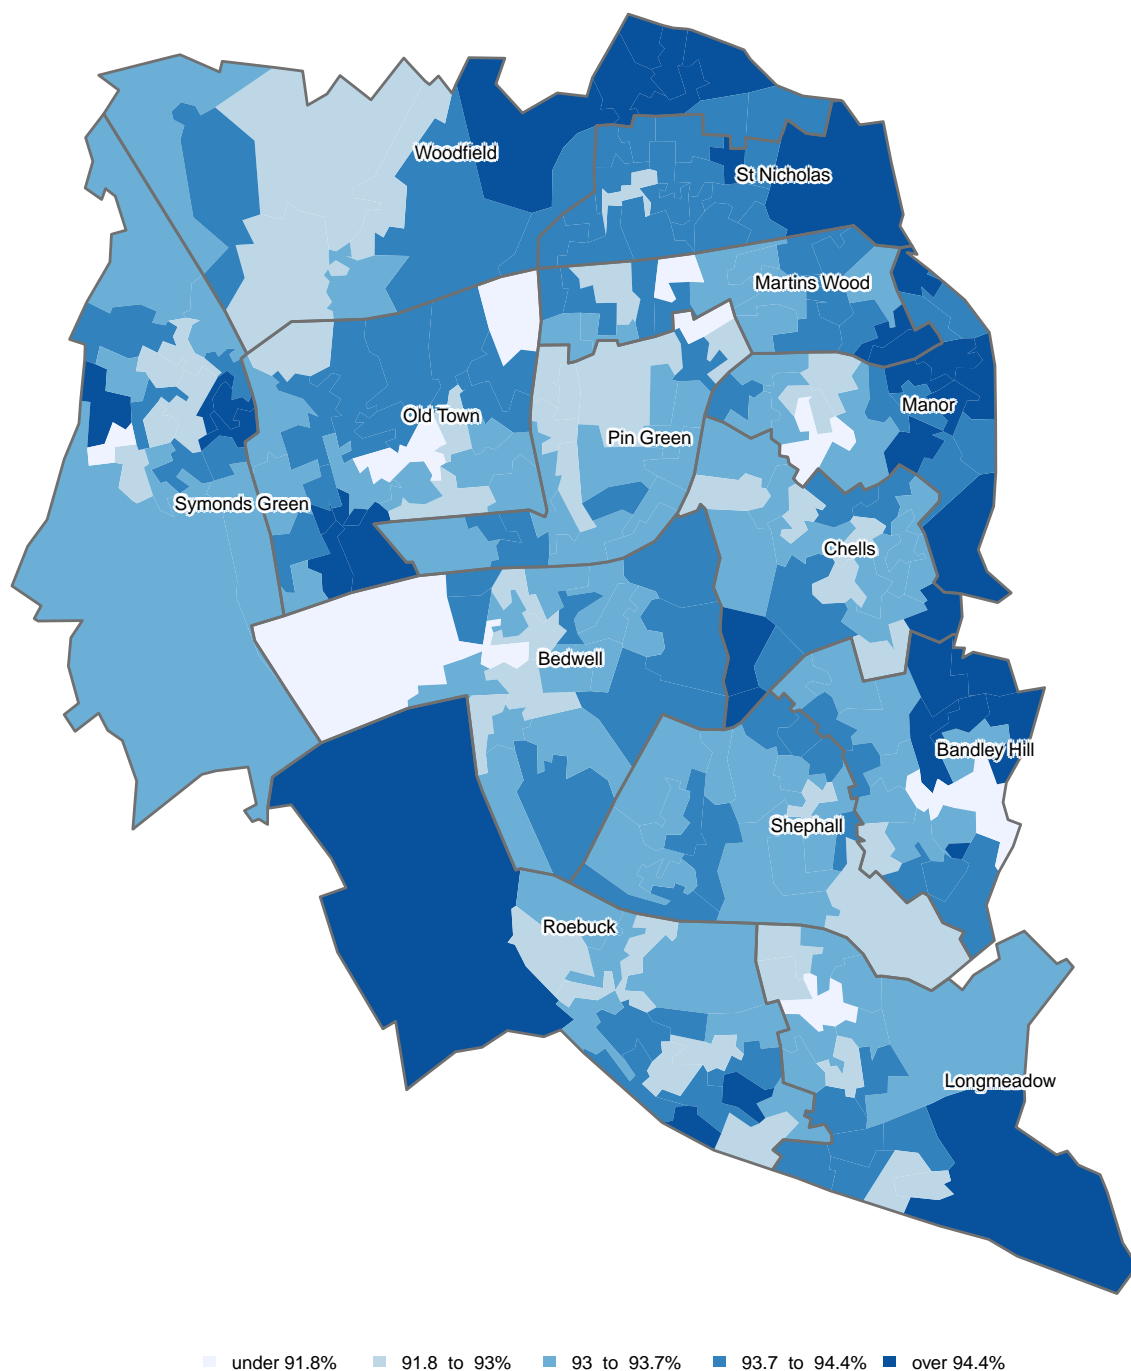 Woodfield
St Nicholas
Martins Wood
Manor
Old Town
Pin Green
Symonds Green
Chells
Bedwell
Bandley Hill
Shephall
Roebuck
Longmeadow
under 91.8% 91.8 to 93% 93 to 93.7% 93.7 to 94.4% over 94.4%